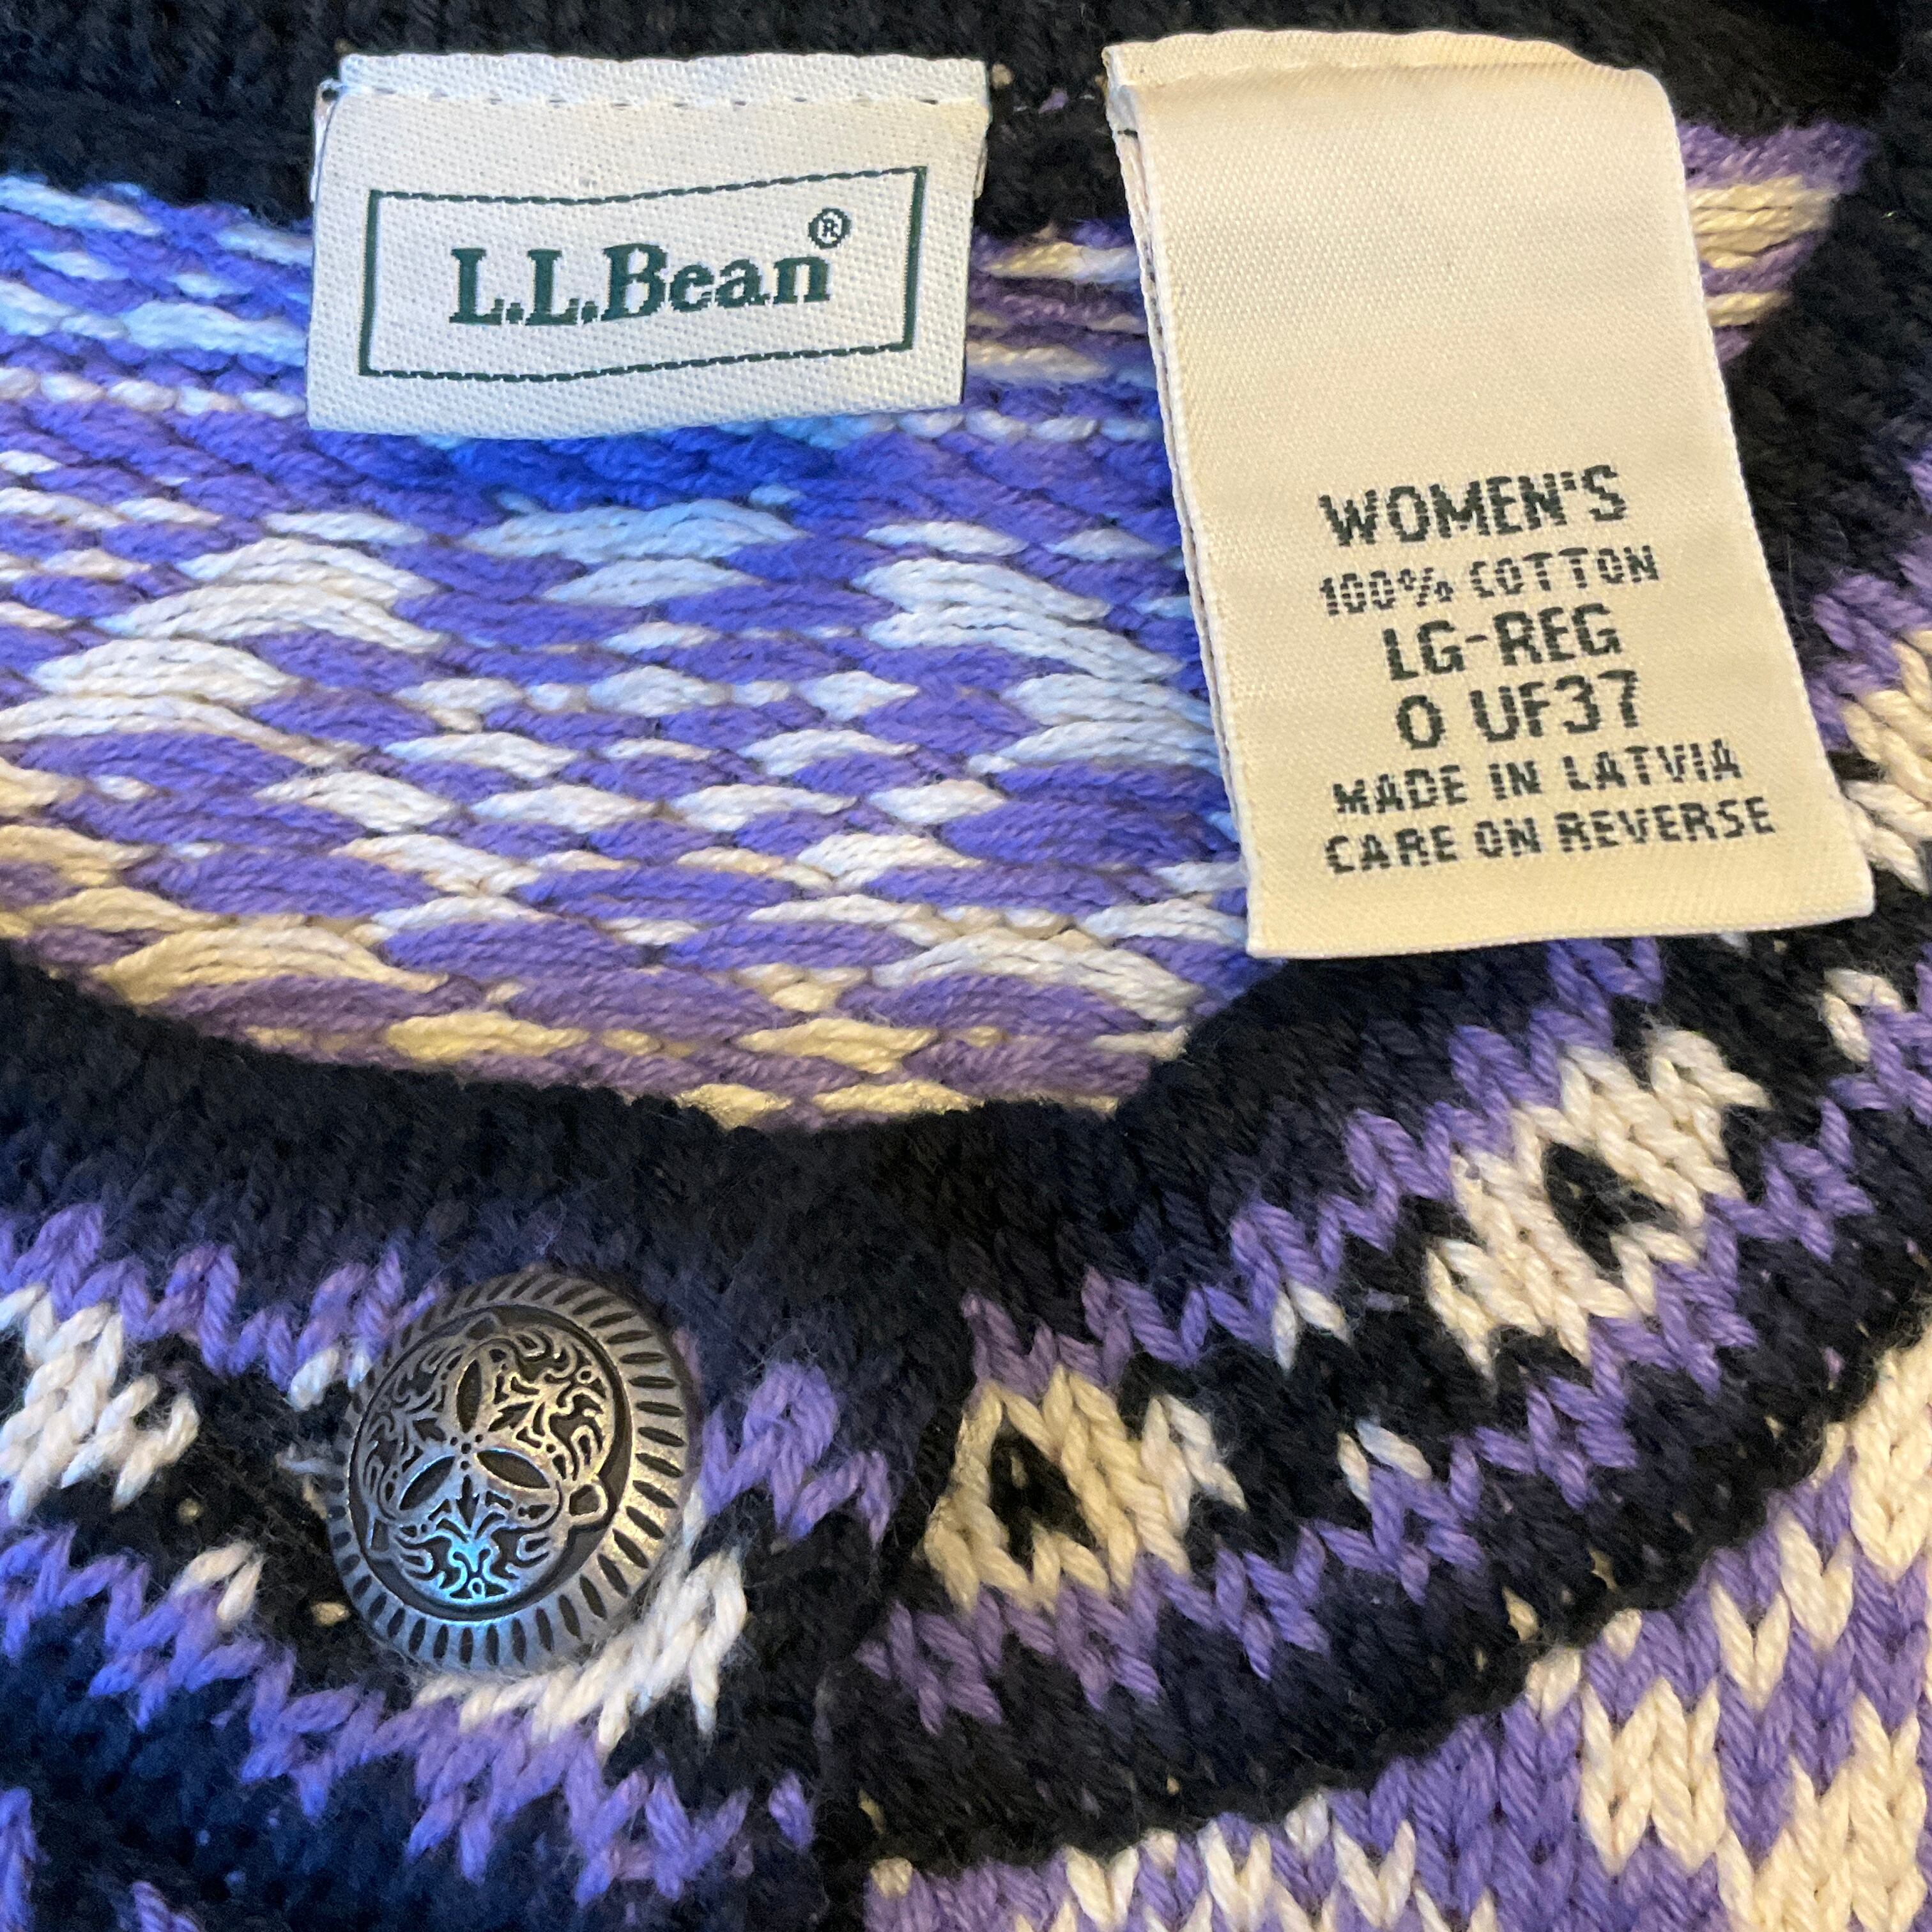 L.L.Bean®
WOMEN'S
100% COTTON
LG-REG
0 UF37
MADE IN LATVIA
CARE ON REVERSE